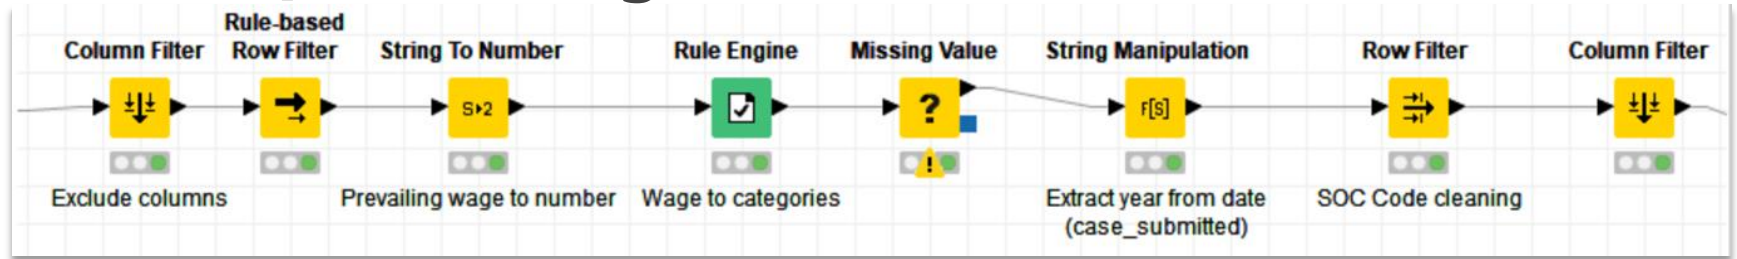 Column Filter
Rule-based
Row Filter
String To Number
Rule Engine
Missing Value
String Manipulation
Row Filter
Column Filter
S▸2
?
F[S]
!
Exclude columns
Prevailing wage to number
Wage to categories
Extract year from date
(case_submitted)
SOC Code cleaning